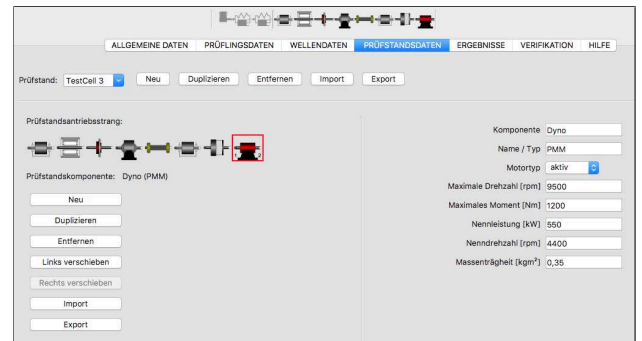 ALLGEMEINE DATEN PRÜFLINGSDATEN WELLENDATEN PRÜFSTANDSDATEN ERGEBNISSE VERIFIKATION HILFE
Prüfstand: TestCell 3 Neu Duplizieren Entfernen Import Export
Prüfstandsantriebsstrang:
1 2
Prüfstandskomponente: Dyno (PMM)
Neu
Duplizieren
Entfernen
Links verschieben
Rechts verschieben
Import
Export
Komponente Dyno
Name / Typ PMM
Motortyp aktiv
Maximale Drehzahl [rpm] 9500
Maximales Moment [Nm] 1200
Nennleistung [kW] 550
Nenndrehzahl [rpm] 4400
Massenträgheit [kgm²] 0,35